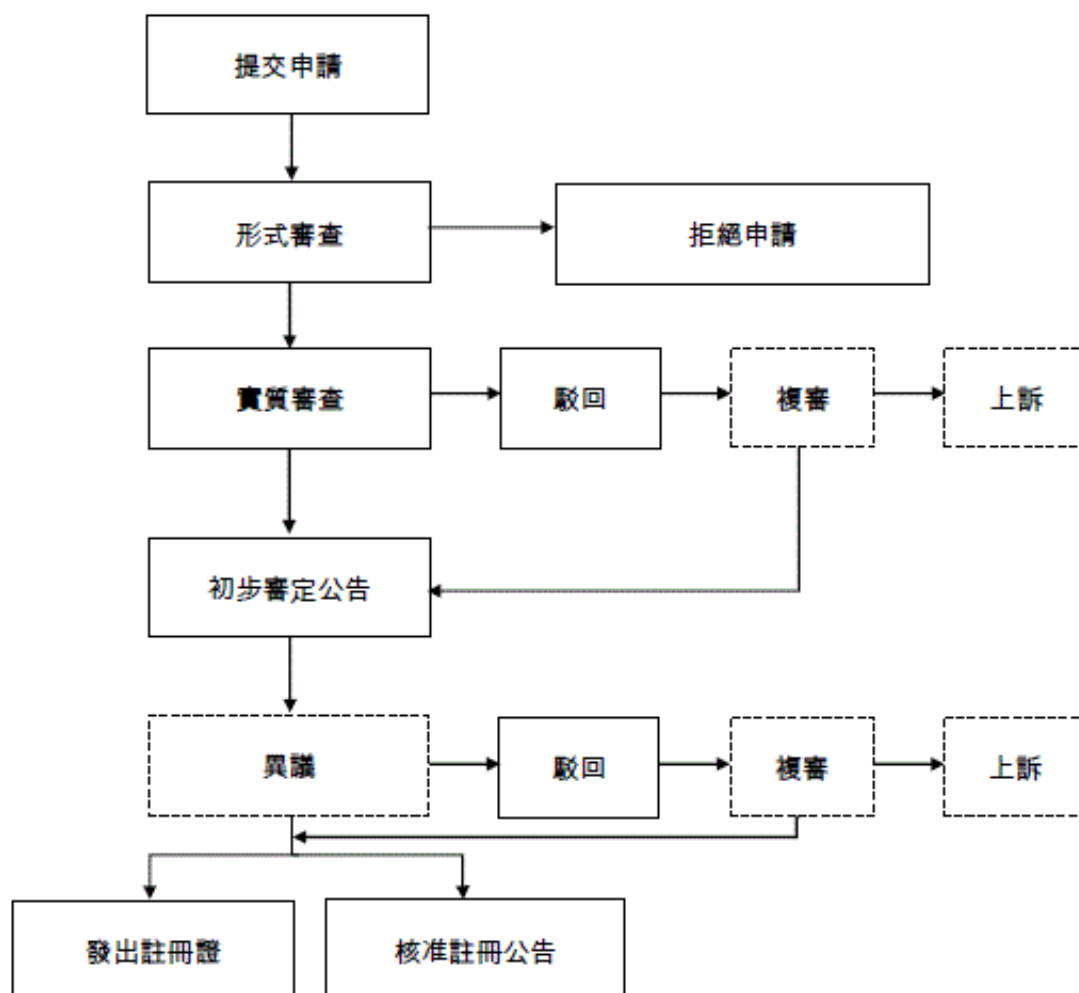 提交申請
形式審查
拒絕申請
實質審查
駁回
複審
上訴
初步審定公告
異議
駁回
複審
上訴
發出註冊證
核准註冊公告